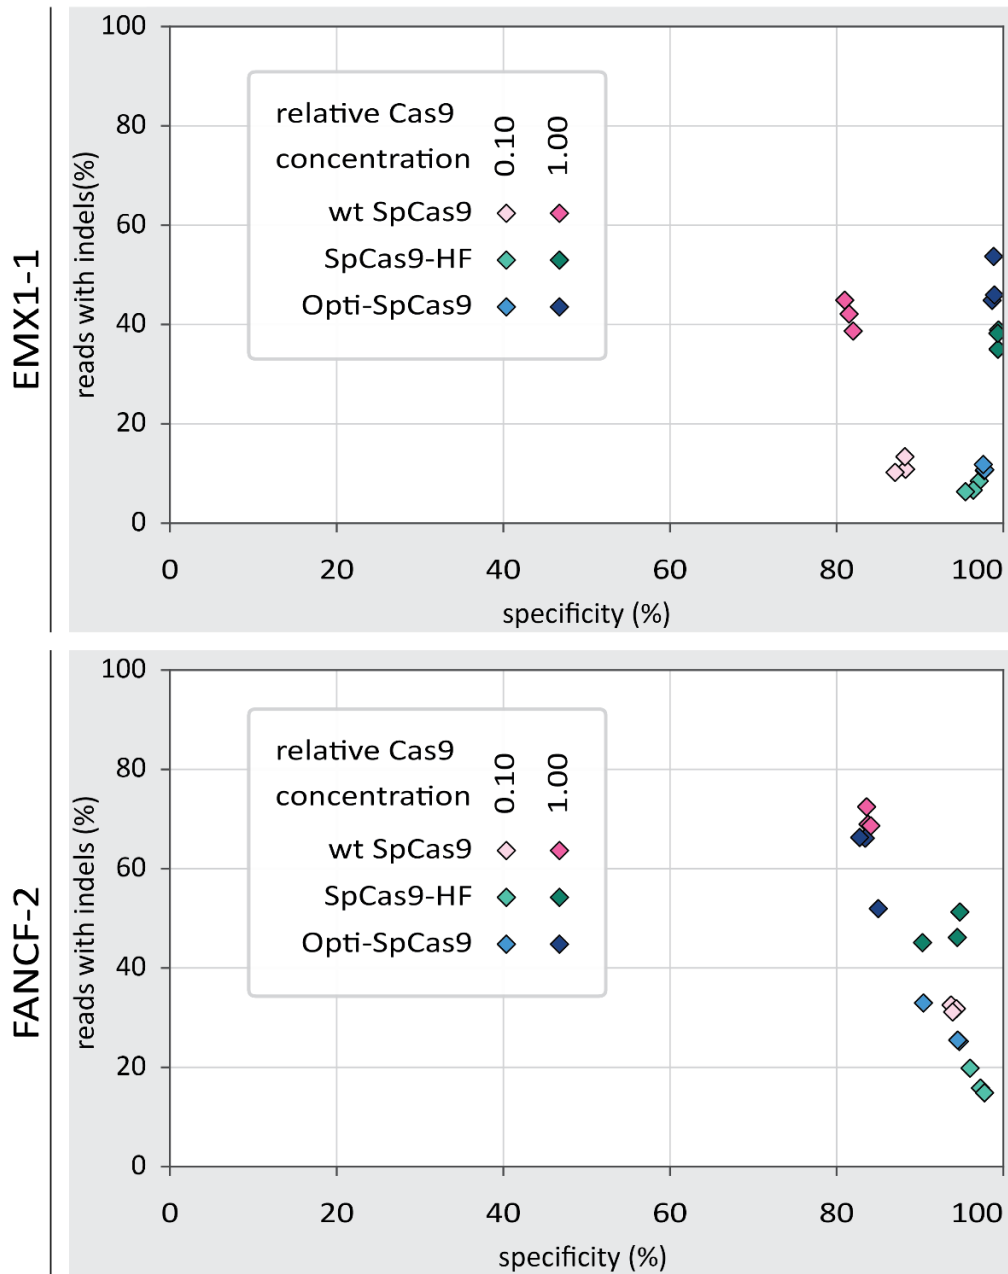 EMX1-1
reads with indels(%)
100
80
60
40
20
0
relative Cas9
concentration
0.10
1.00
wt SpCas9
SpCas9-HF
Opti-SpCas9
0 20 40 60 80 100
specificity (%)
FANCF-2
reads with indels (%)
100
80
60
40
20
0
relative Cas9
concentration
0.10
1.00
wt SpCas9
SpCas9-HF
Opti-SpCas9
0 20 40 60 80 100
specificity (%)